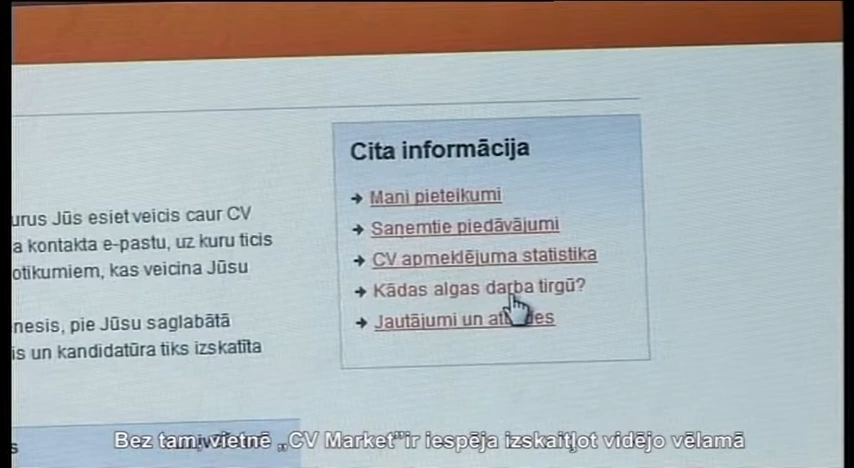 Cita informācija
Mani pieteikumi
Saņemtie piedāvājumi
CV apmeklējuma statistika
Kādas algas darba tirgū?
Jautājumi un
urus Jūs esiet veicis caur CV
a kontakta e-pastu, uz kuru ticis
otikumiem, kas veicina Jūsu
nesis, pie Jūsu saglabātā
is un kandidatūra tiks izskatīta
s
Bez tam, vietnē „CV Market”ir iespēja izskaitļot vidējo vēlamā